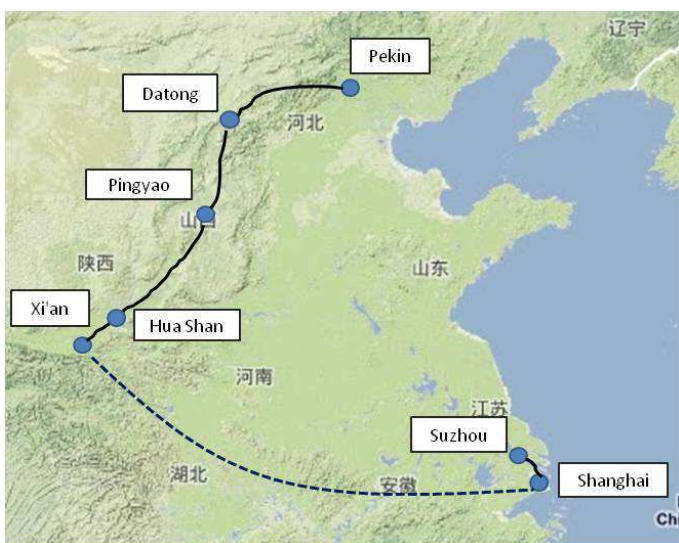 辽宁
Pekin
Datong
河北
Pingyao
山西
陕西
山东
Xi'an
Hua Shan
河南
江苏
Suzhou
湖北
安徽
Shanghai
Chi